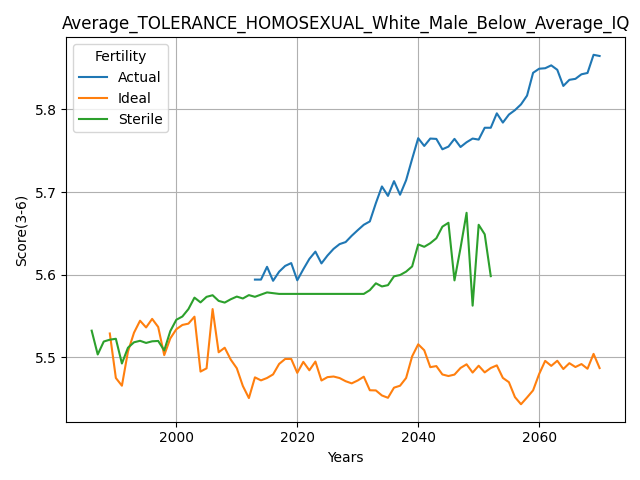 Average_TOLERANCE_HOMOSEXUAL_White_Male_Below_Average_IQ
Fertility
Actual
Ideal
Sterile
Score(3-6)
5.8
5.7
5.6
5.5
2000 2020 2040 2060
Years